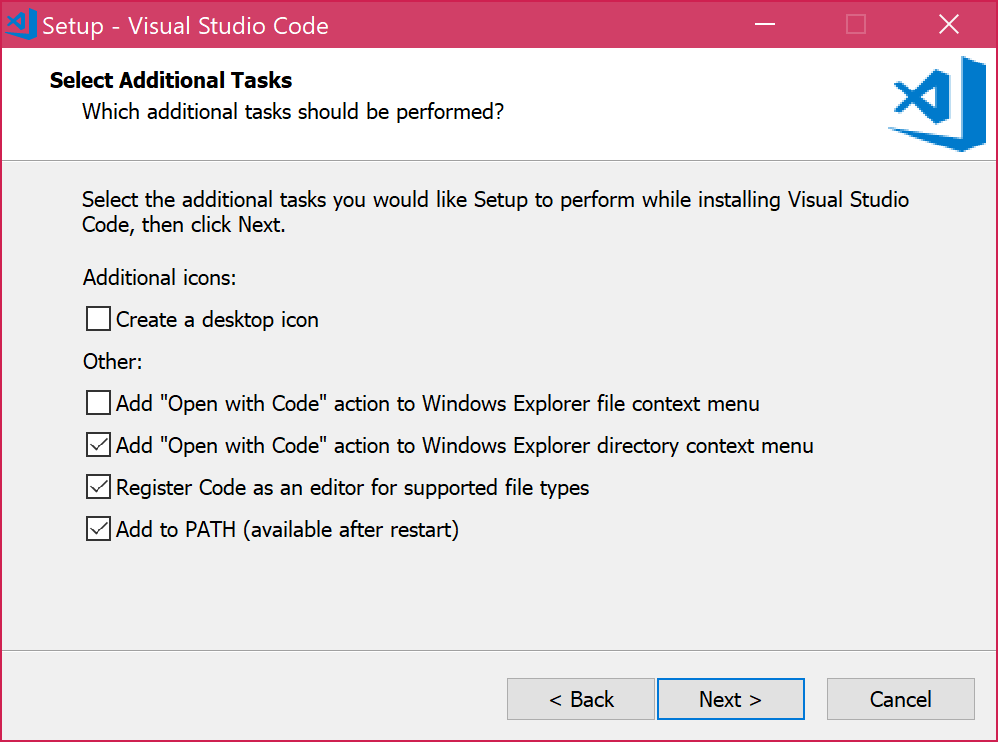 Setup - Visual Studio Code
Select Additional Tasks
Which additional tasks should be performed?
Select the additional tasks you would like Setup to perform while installing Visual Studio
Code, then click Next.
Additional icons:
Create a desktop icon
Other:
Add "Open with Code" action to Windows Explorer file context menu
Add "Open with Code" action to Windows Explorer directory context menu
Register Code as an editor for supported file types
Add to PATH (available after restart)
< Back Next > Cancel